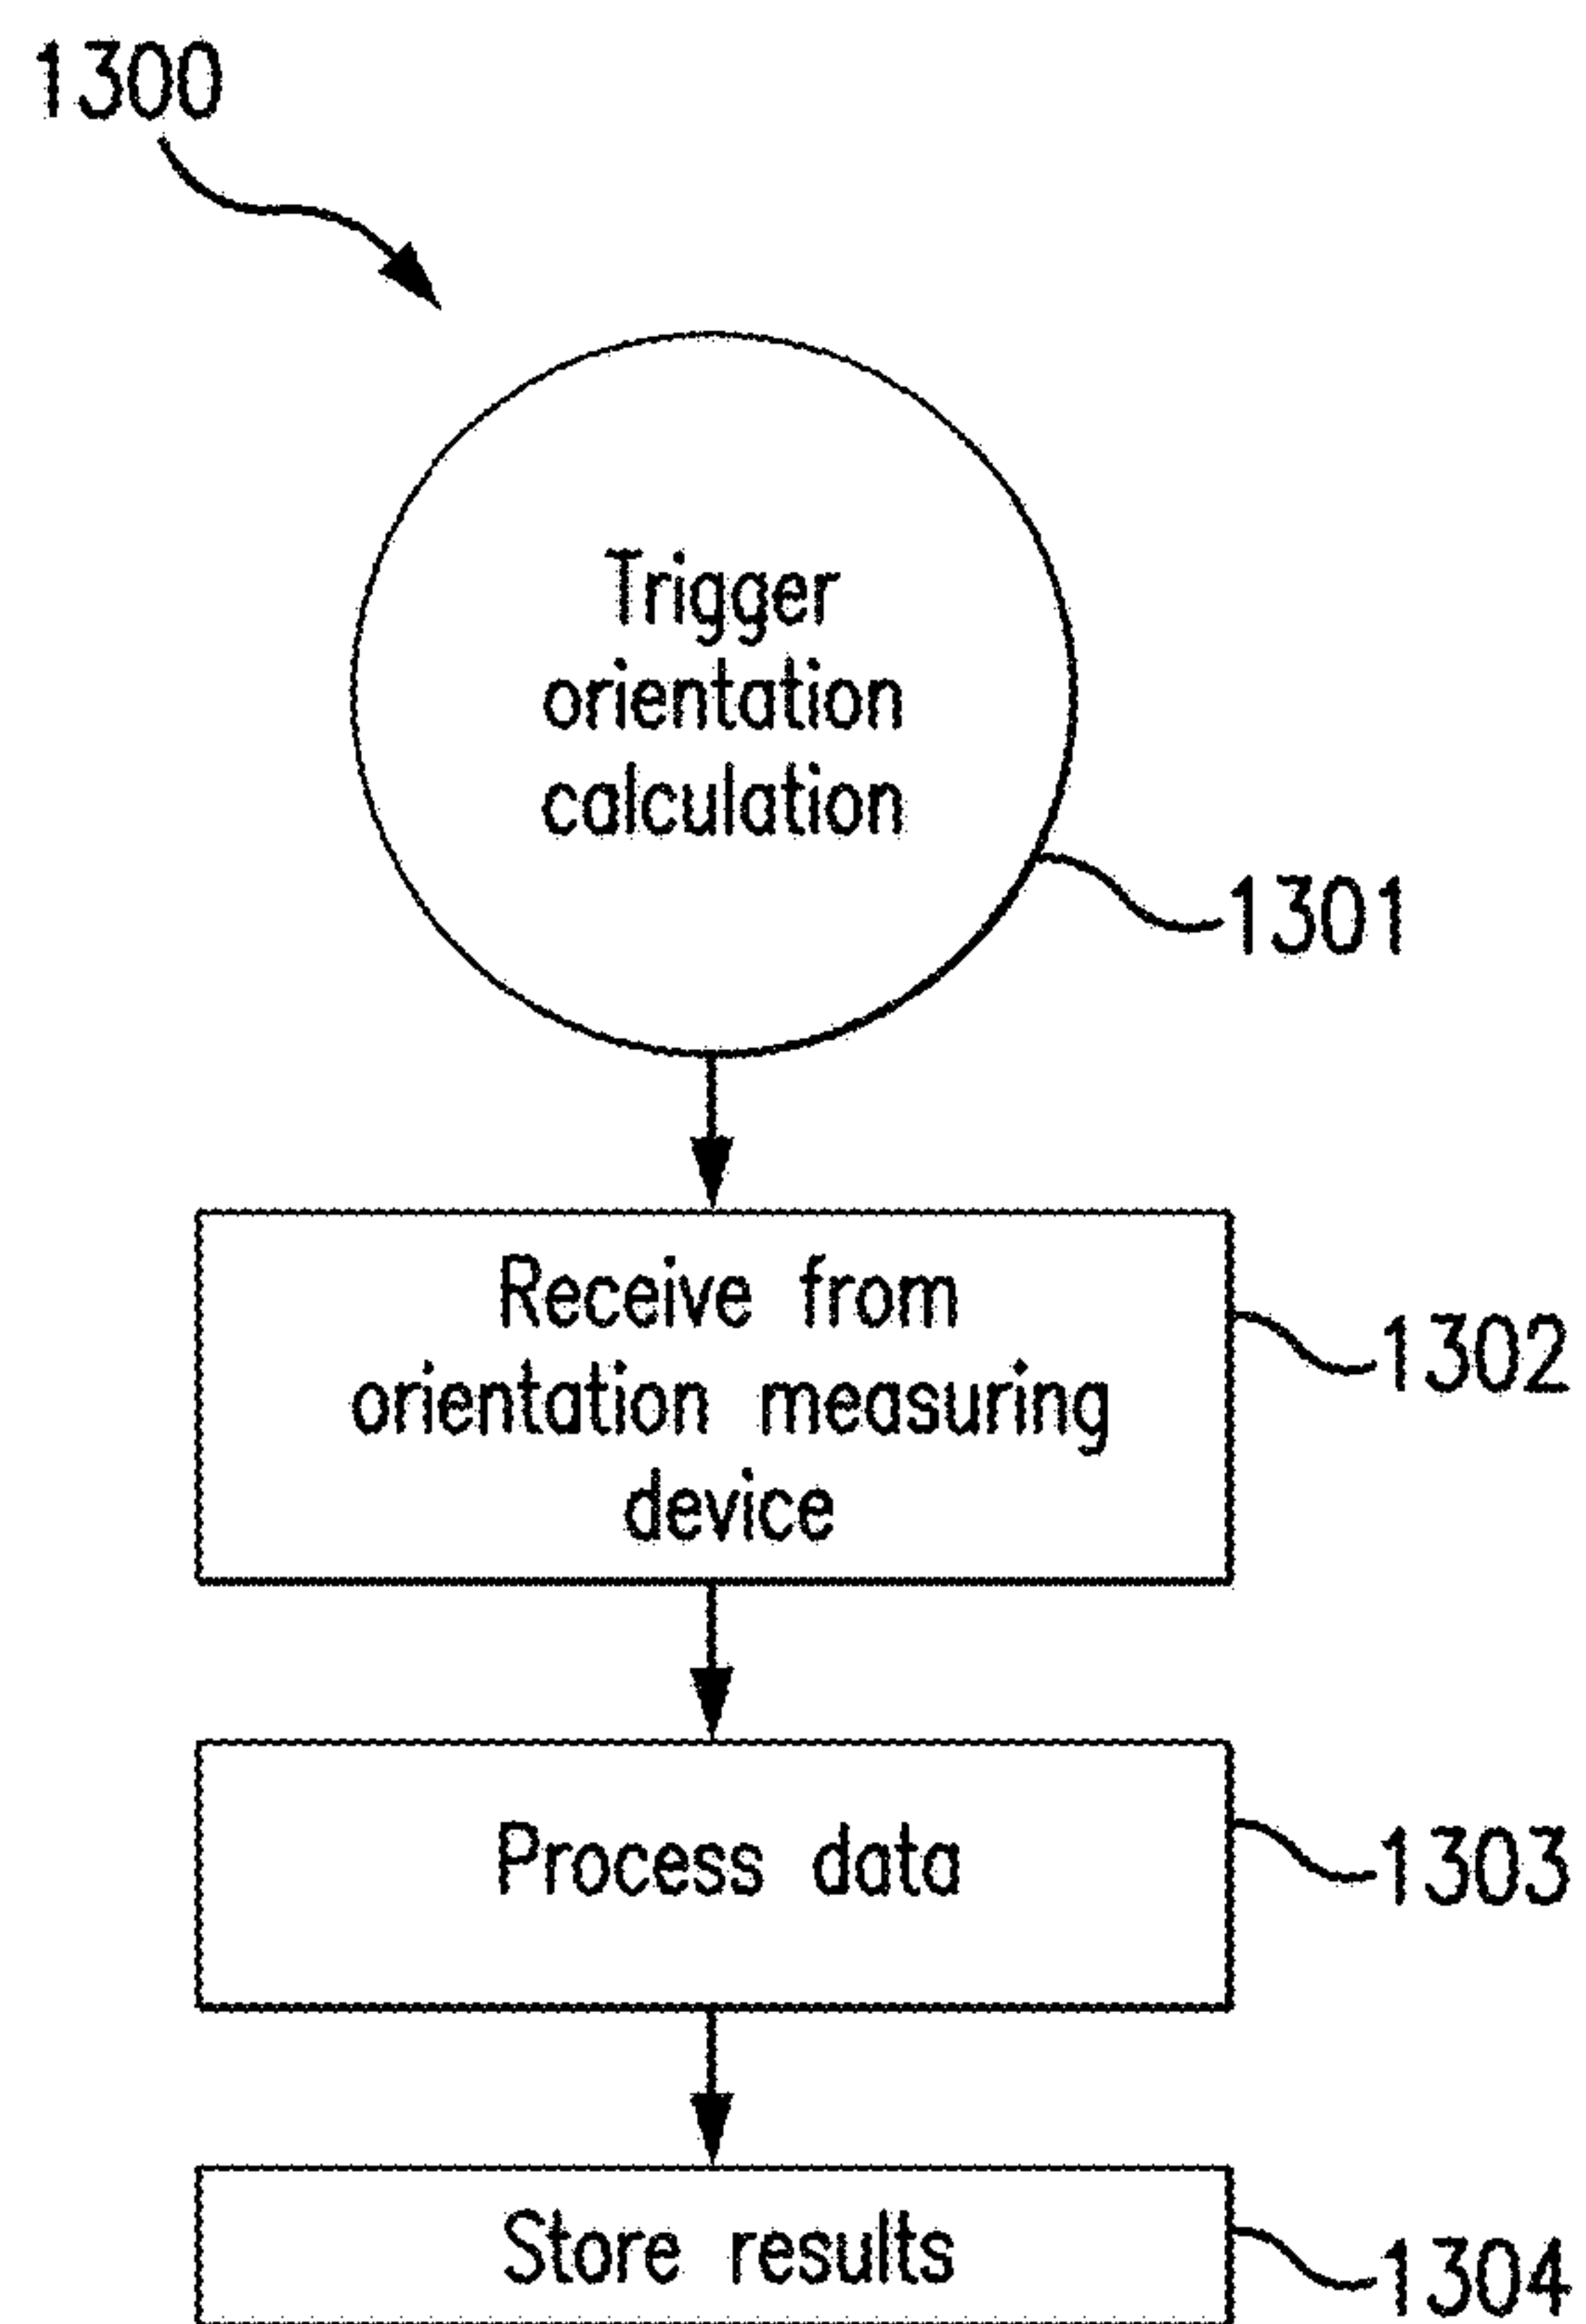 1300
Trigger
orientation
calculation
1301
Receive from
orientation measuring
device
1302
Process data
1303
Store results
1304